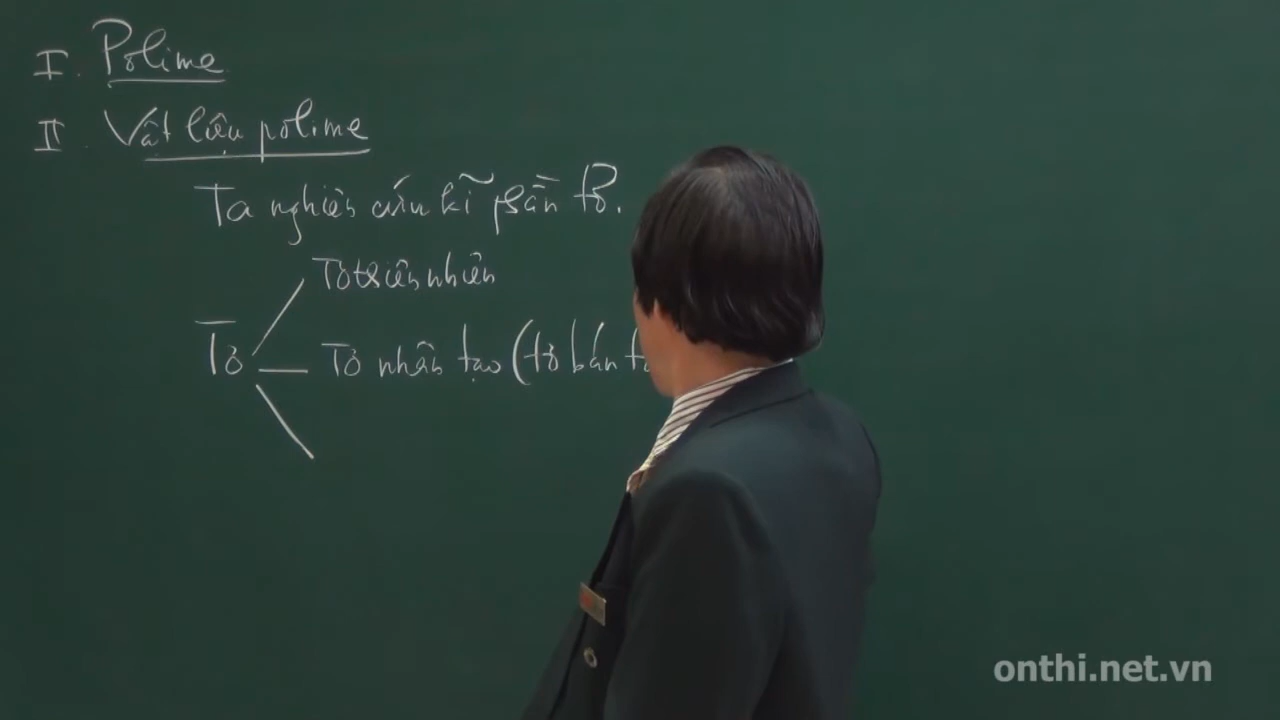 I. Polime
II. Vật liệu polime
Ta nghiên cứu kĩ phần tơ.
Tơ thiên nhiên
Tơ
Tơ nhân tạo (tơ bán t
onthi.net.vn